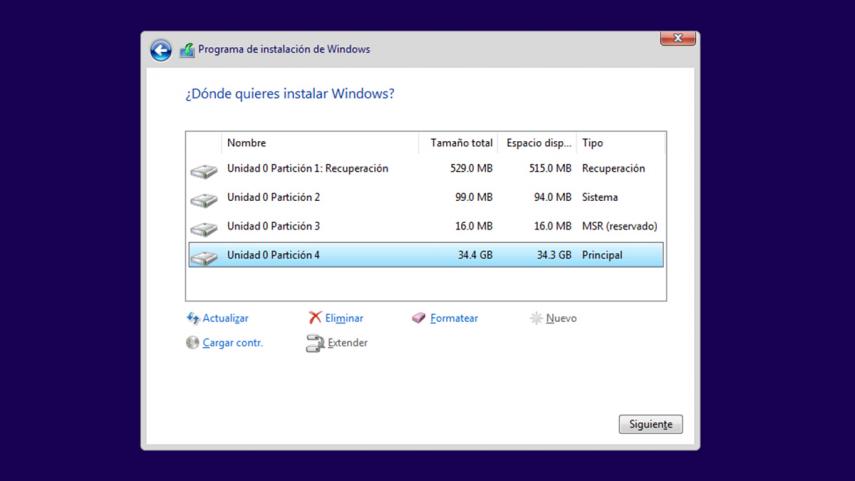 Programa de instalación de Windows
¿Dónde quieres instalar Windows?
Nombre Tamaño total Espacio disp... Tipo
Unidad 0 Partición 1: Recuperación 529.0 MB 515.0 MB Recuperación
Unidad 0 Partición 2 99.0 MB 94.0 MB Sistema
Unidad 0 Partición 3 16.0 MB 16.0 MB MSR (reservado)
Unidad 0 Partición 4 34.4 GB 34.3 GB Principal
Actualizar Eliminar Formatear Nuevo
Cargar contr. Extender
Siguiente